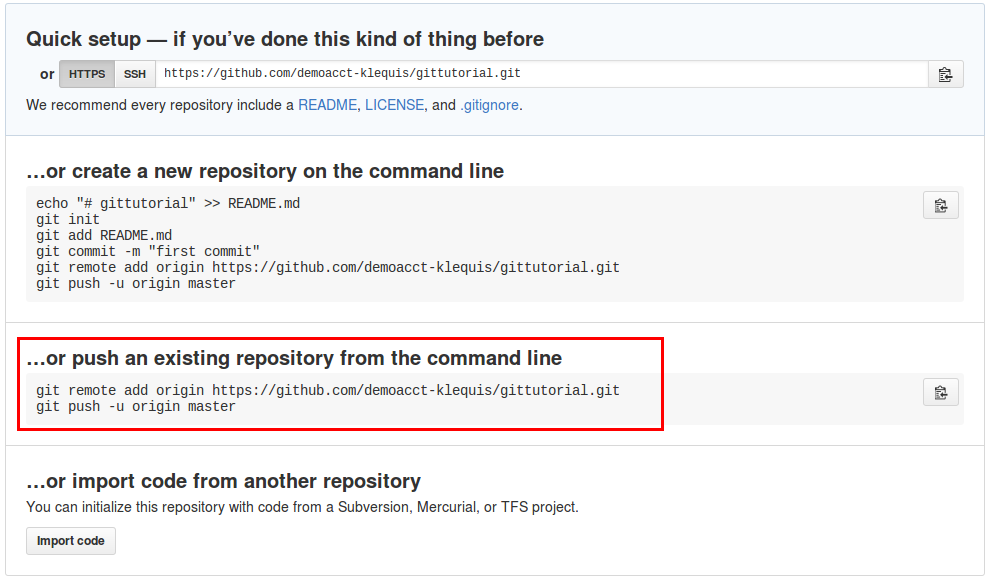 Quick setup — if you’ve done this kind of thing before
or HTTPS SSH https://github.com/demoacct-klequis/gittutorial.git
We recommend every repository include a README, LICENSE, and .gitignore.
…or create a new repository on the command line
echo "# gittutorial" >> README.md
git init
git add README.md
git commit -m "first commit"
git remote add origin https://github.com/demoacct-klequis/gittutorial.git
git push -u origin master
…or push an existing repository from the command line
git remote add origin https://github.com/demoacct-klequis/gittutorial.git
git push -u origin master
…or import code from another repository
You can initialize this repository with code from a Subversion, Mercurial, or TFS project.
Import code